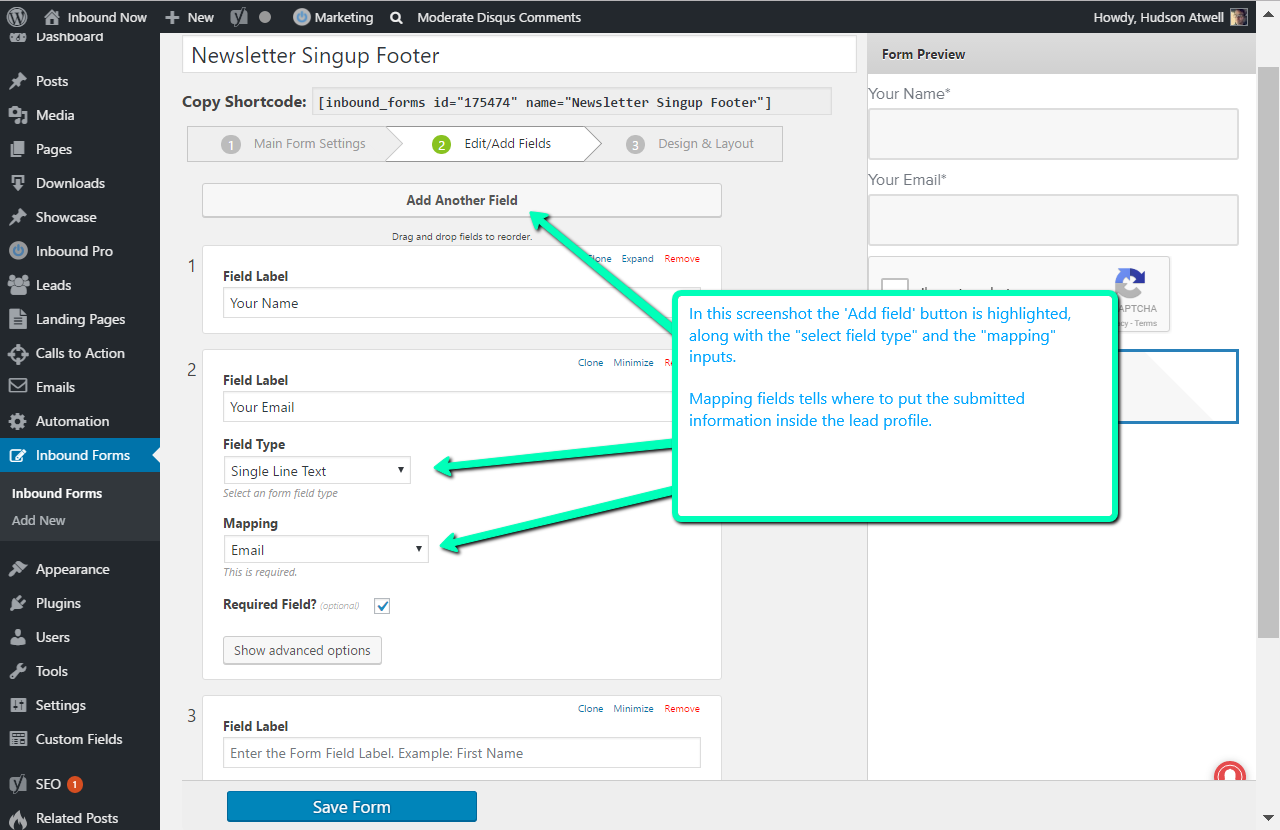 Inbound Now
New
Marketing
Moderate Disqus Comments
Howdy, Hudson Atwell
Dashboard
Posts
Media
Pages
Downloads
Showcase
Inbound Pro
Leads
Landing Pages
Calls to Action
Emails
Automation
Inbound Forms
Inbound Forms
Add New
Appearance
Plugins
Users
Tools
Settings
Custom Fields
SEO 1
Related Posts
Newsletter Singup Footer
Copy Shortcode: [inbound_forms id="175474" name="Newsletter Singup Footer"]
1 Main Form Settings 2 Edit/Add Fields 3 Design & Layout
Add Another Field
Drag and drop fields to reorder.
1
Clone Expand Remove
Field Label
Your Name
2
Clone Minimize
Field Label
Your Email
Field Type
Single Line Text
Select an form field type
Mapping
Email
This is required.
Required Field? (optional)
Show advanced options
3
Clone Minimize Remove
Field Label
Enter the Form Field Label. Example: First Name
Save Form
Form Preview
Your Name*
Your Email*
- Terms
In this screenshot the 'Add field' button is highlighted,
along with the "select field type" and the "mapping"
inputs.
Mapping fields tells where to put the submitted
information inside the lead profile.